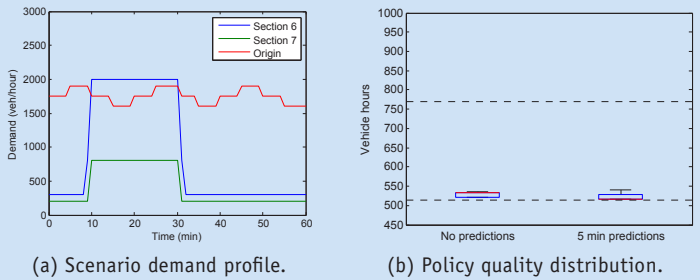 3000
2500
2000
1500
1000
500
0
Demand (veh/hour)
Section 6
Section 7
Origin
0 10 20 30 40 50 60
Time (min)
(a) Scenario demand profile.
1000
950
900
850
800
750
700
650
600
550
500
450
Vehicle hours
No predictions 5 min predictions
(b) Policy quality distribution.